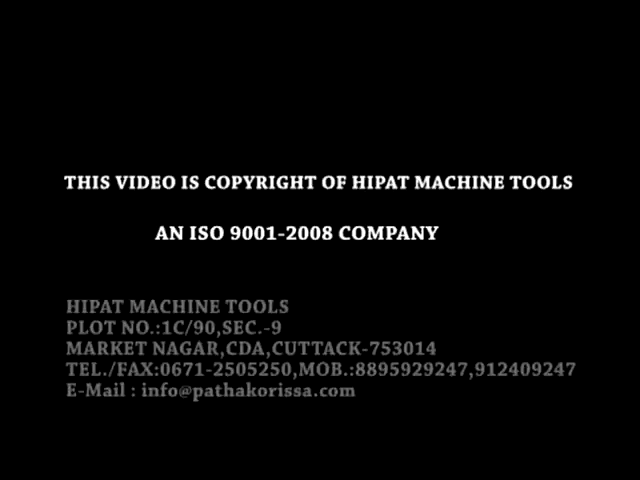 THIS VIDEO IS COPYRIGHT OF HIPAT MACHINE TOOLS
AN ISO 9001-2008 COMPANY
HIPAT MACHINE TOOLS
PLOT NO.:1C/90,SEC.-9
MARKET NAGAR,CDA,CUTTACK-753014
TEL./FAX:0671-2505250,MOB.:8895929247,912409247
E-Mail : info@pathakorissa.com